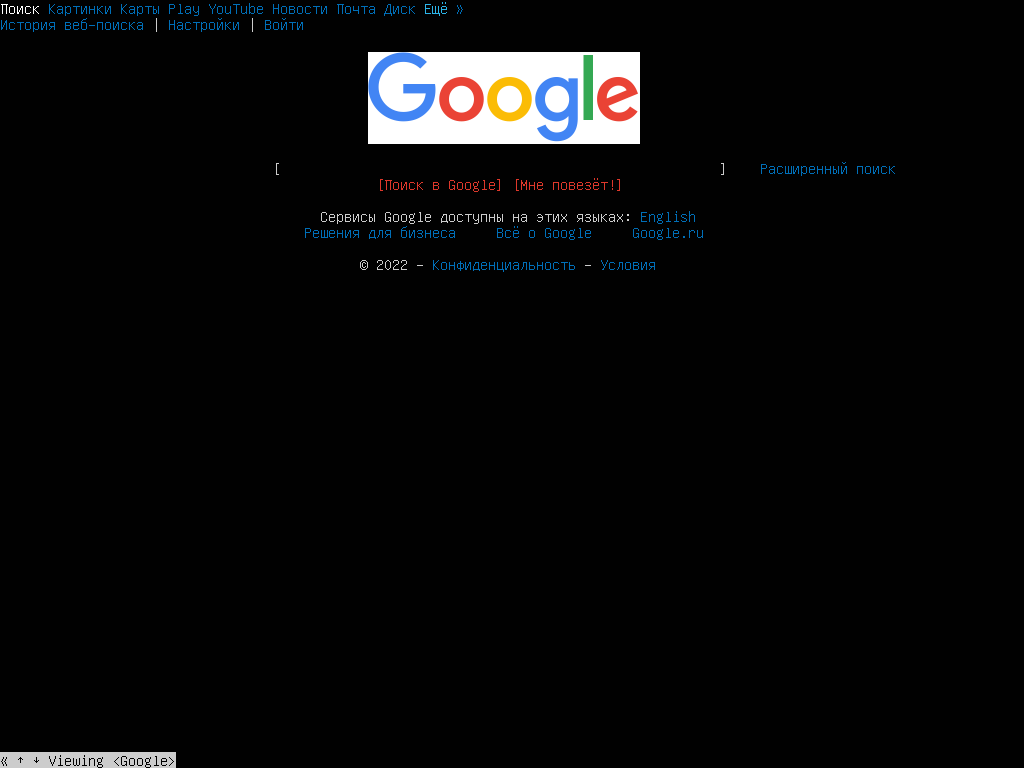 Поиск Картинки Карты Play YouTube Новости Почта Диск Ещё »
История веб-поиска | Настройки | Войти
Google
[ ] Расширенный поиск
[Поиск в Google] [Мне повезёт!]
Сервисы Google доступны на этих языках: English
Решения для бизнеса Всё о Google Google.ru
© 2022 - Конфиденциальность - Условия
« ↑ ↓ Viewing <Google>